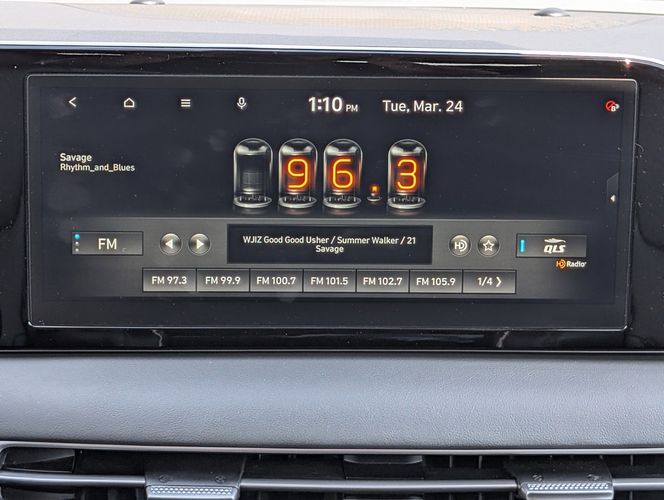 1:10 PM Tue, Mar. 24
Savage
Rhythm_and_Blues
96.3
FM
WJIZ Good Good Usher / Summer Walker / 21
Savage
HD
QLS
HD Radio
FM 97.3 FM 99.9 FM 100.7 FM 101.5 FM 102.7 FM 105.9 1/4 ❯